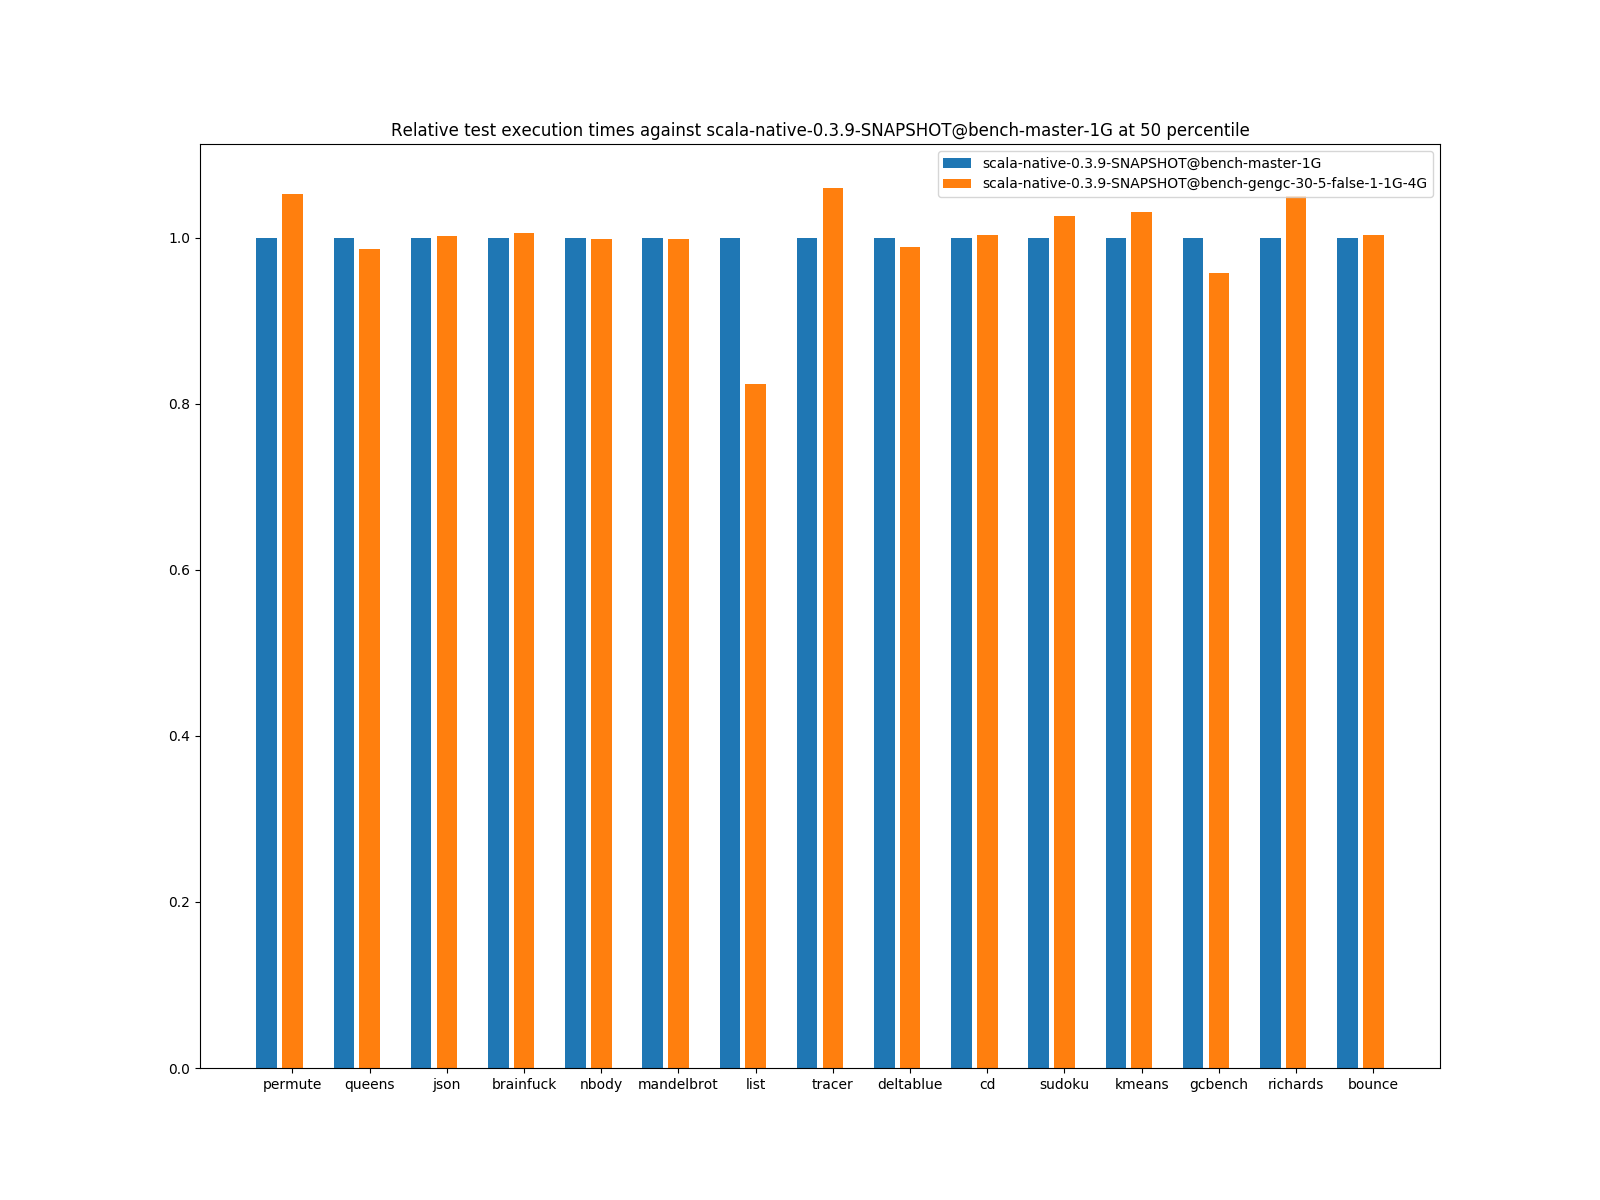 Relative test execution times against scala-native-0.3.9-SNAPSHOT@bench-master-1G at 50 percentile
scala-native-0.3.9-SNAPSHOT@bench-master-1G
scala-native-0.3.9-SNAPSHOT@bench-gengc-30-5-false-1-1G-4G
1.0
0.8
0.6
0.4
0.2
0.0
permute queens json brainfuck nbody mandelbrot list tracer deltablue cd sudoku kmeans gcbench richards bounce